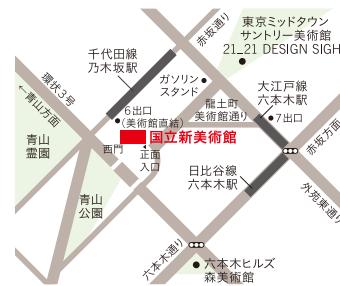 赤坂通り
東京ミッドタウン
サントリー美術館
21_21 DESIGN SIGH
千代田線
乃木坂駅
ガソリン
スタンド
大江戸線
六本木駅
環状3号
←青山方面
6出口
(美術館直結)
龍土町
美術館通り
7出口
国立新美術館
赤坂方面
青山
霊園
西門
正面
入口
日比谷線
六本木駅
外苑東通り
青山
公園
六本木通り
六本木ヒルズ
森美術館